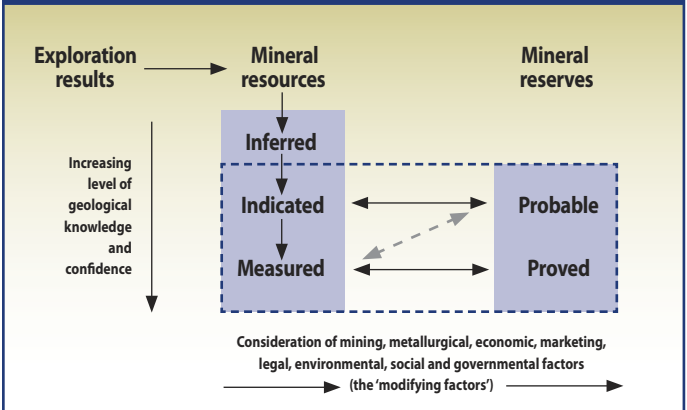 Exploration
results
Mineral
resources
Mineral
reserves
Inferred
Increasing
level of
geological
knowledge
and
confidence
Indicated
Probable
Measured
Proved
Consideration of mining, metallurgical, economic, marketing,
legal, environmental, social and governmental factors
(the ‘modifying factors’)